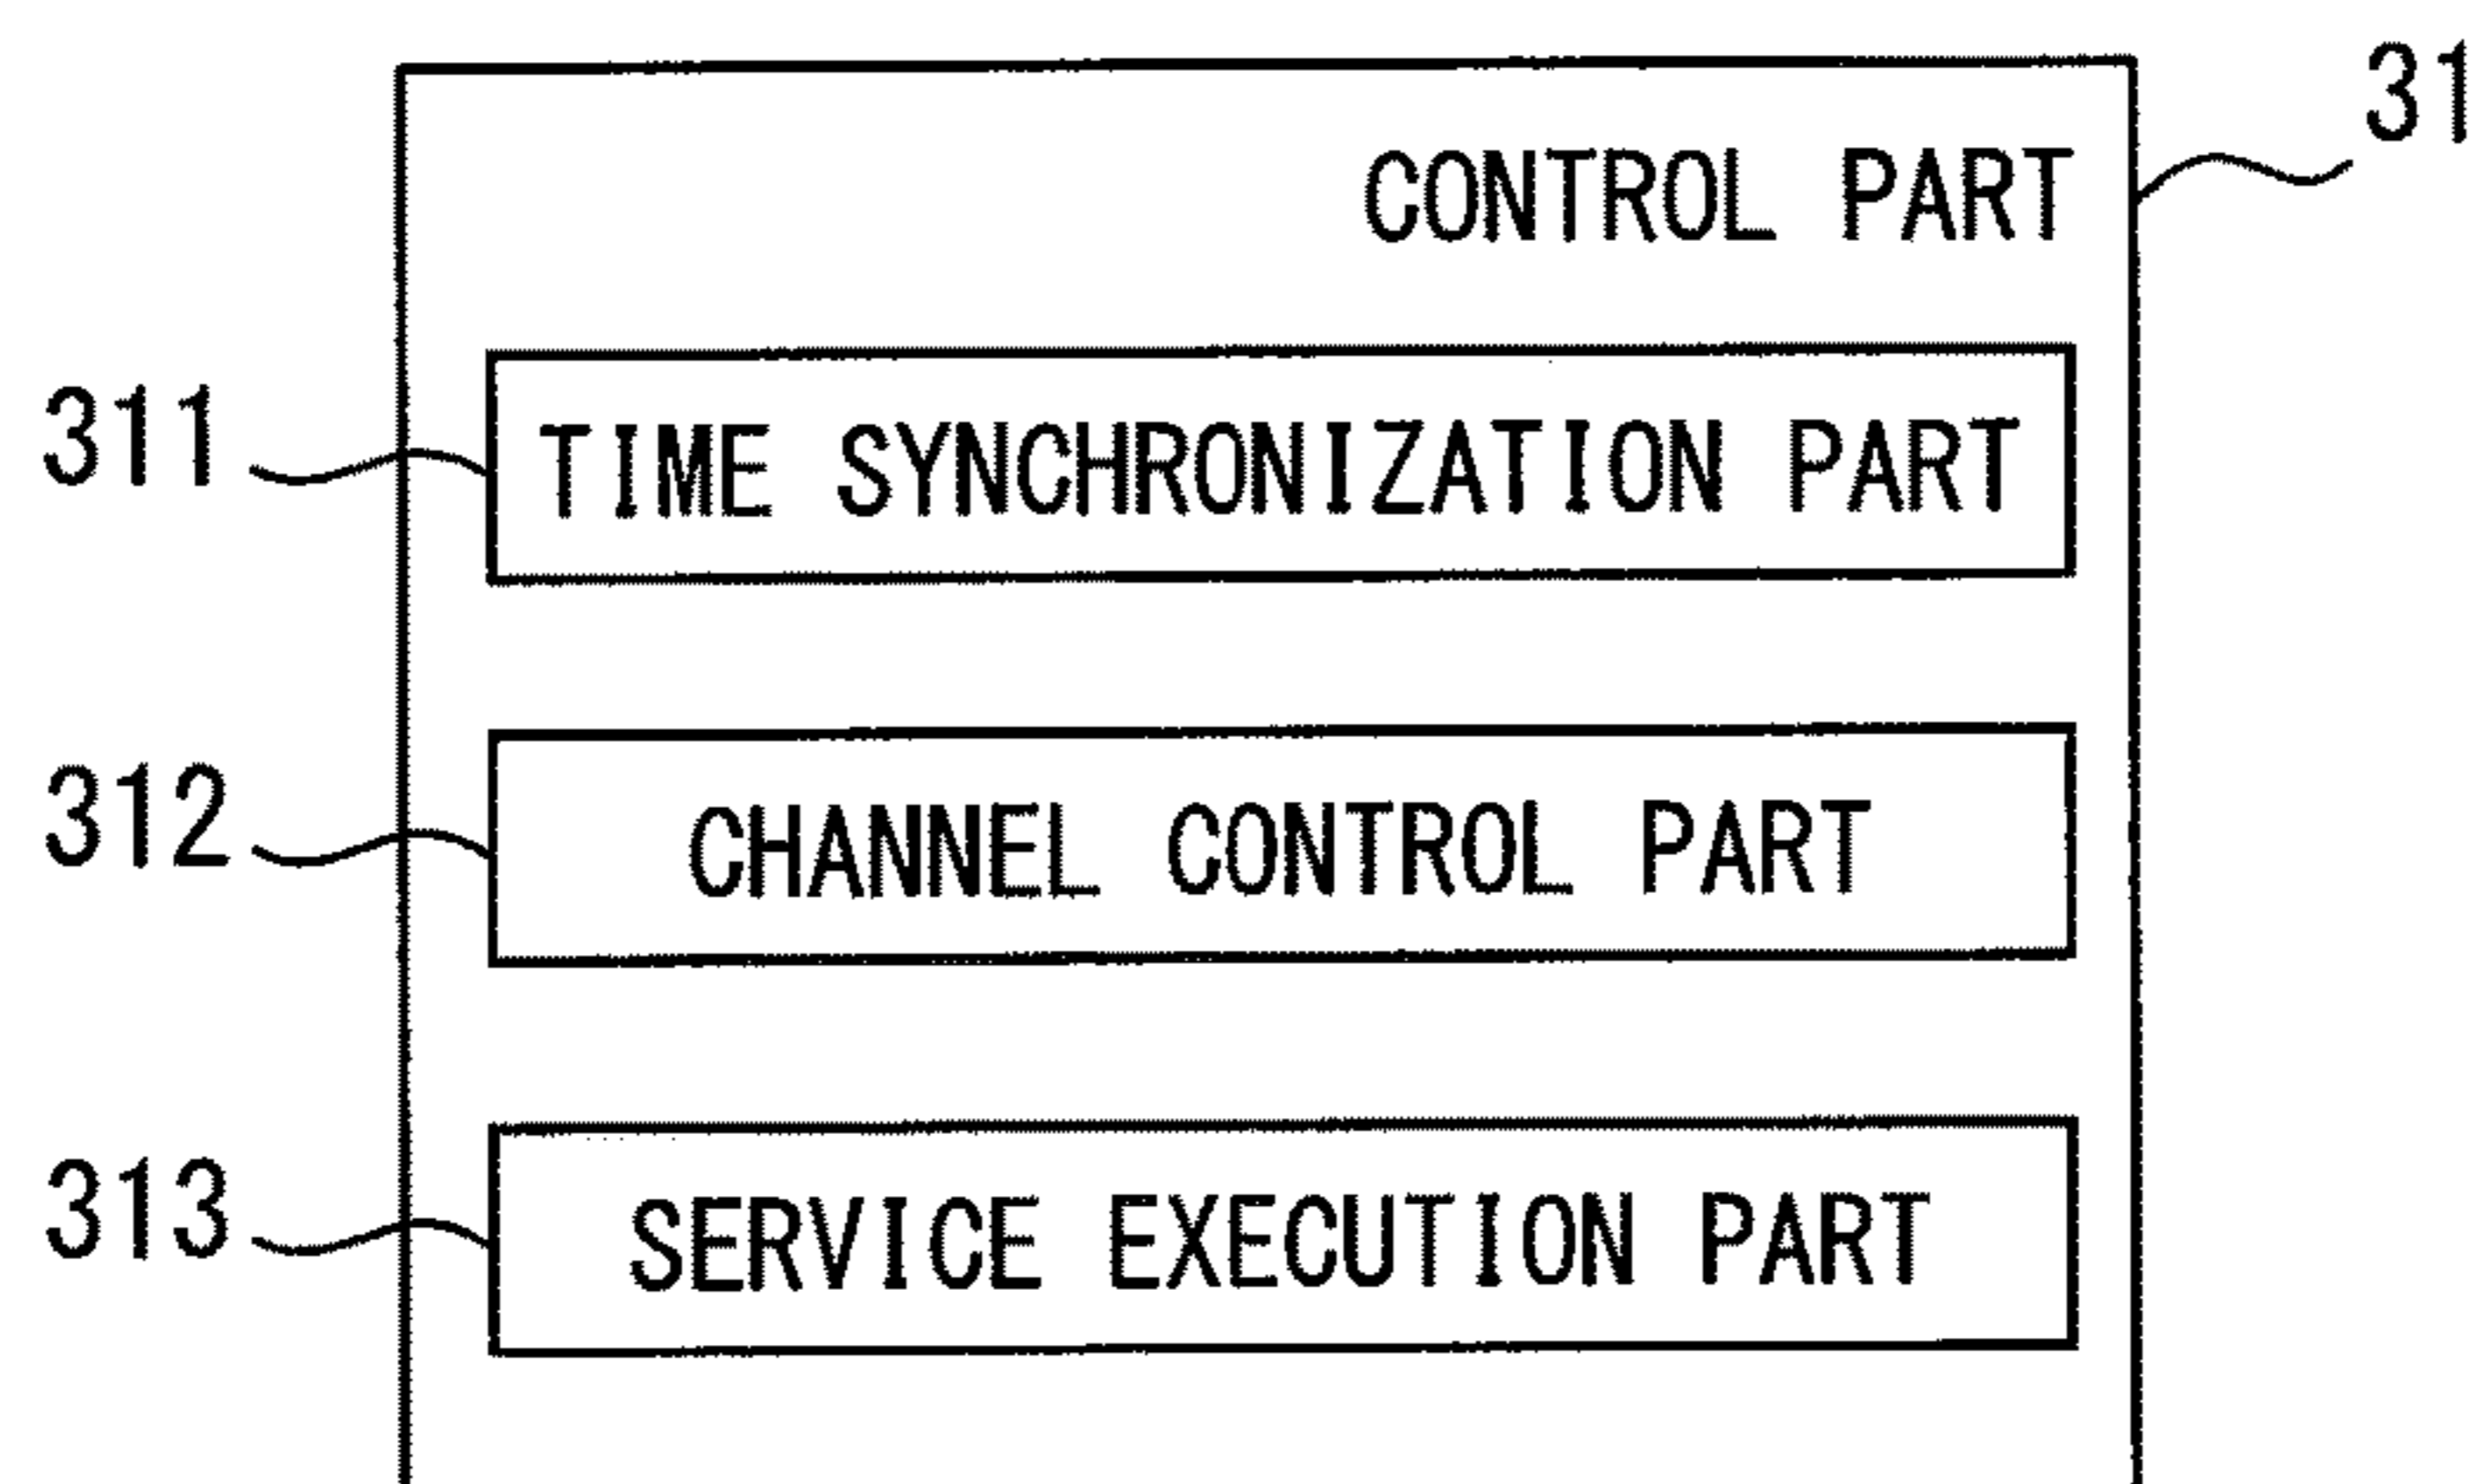 31
CONTROL PART
311
TIME SYNCHRONIZATION PART
312
CHANNEL CONTROL PART
313
SERVICE EXECUTION PART